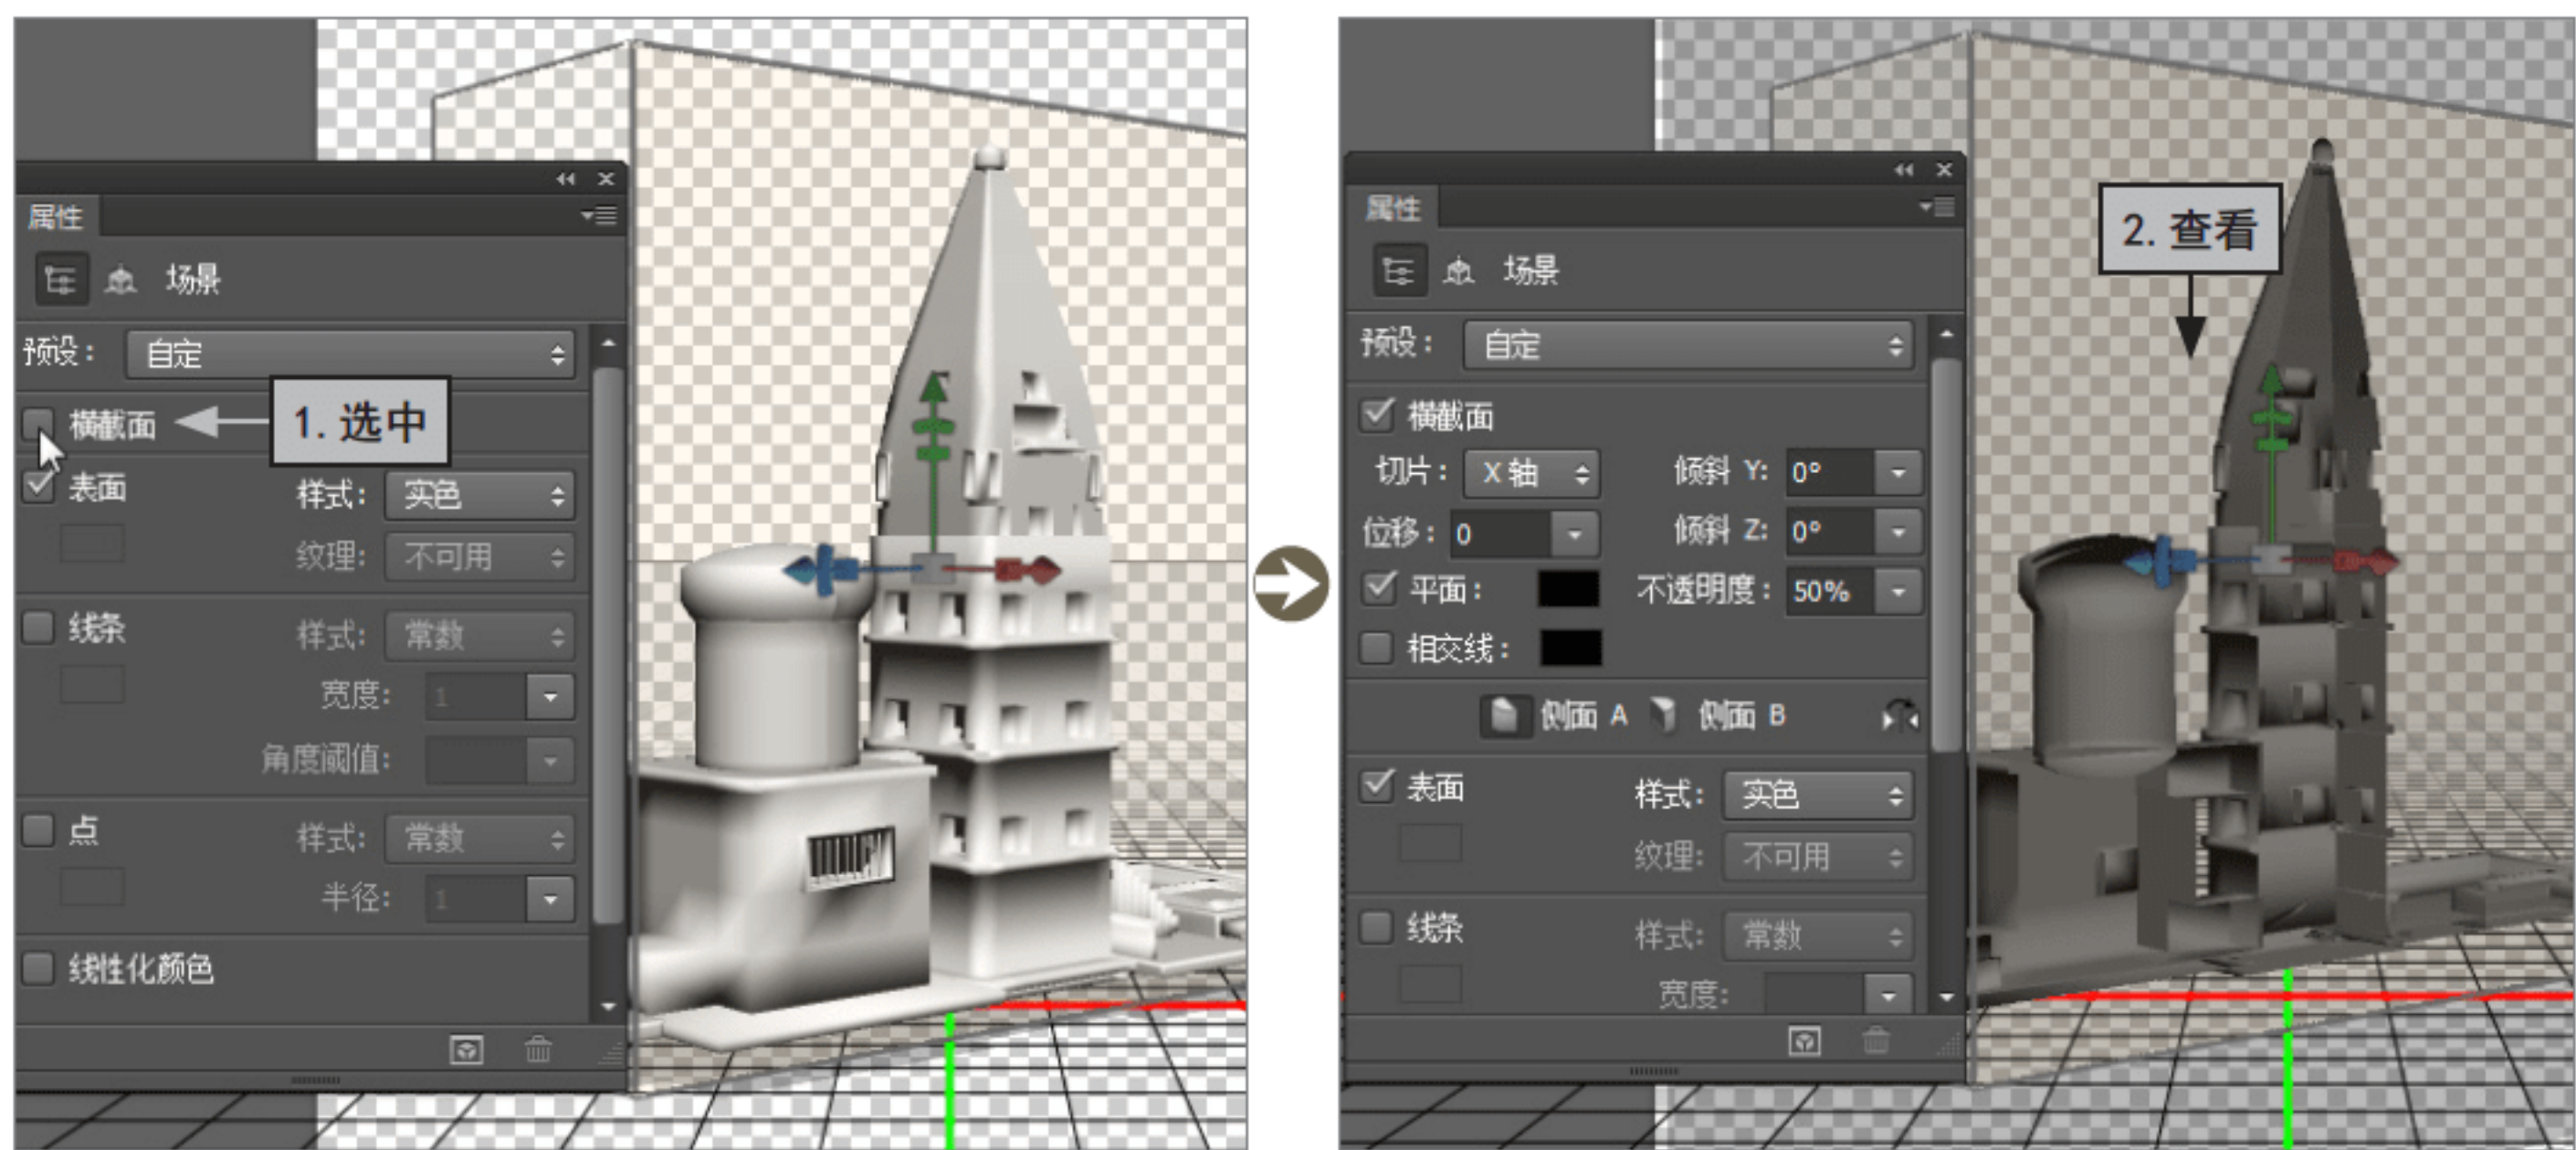 属性
场景
预设： 自定
横截面 1. 选中
表面 样式： 实色
纹理： 不可用
线条 样式： 常数
宽度： 1
角度阈值：
点 样式： 常数
半径： 1
线性化颜色
属性
场景
预设： 自定
横截面
切片： X 轴 倾斜 Y： 0°
位移： 0 倾斜 Z： 0°
平面： 不透明度： 50%
相交线：
侧面 A 侧面 B
表面 样式： 实色
纹理： 不可用
线条 样式： 常数
宽度：
2. 查看